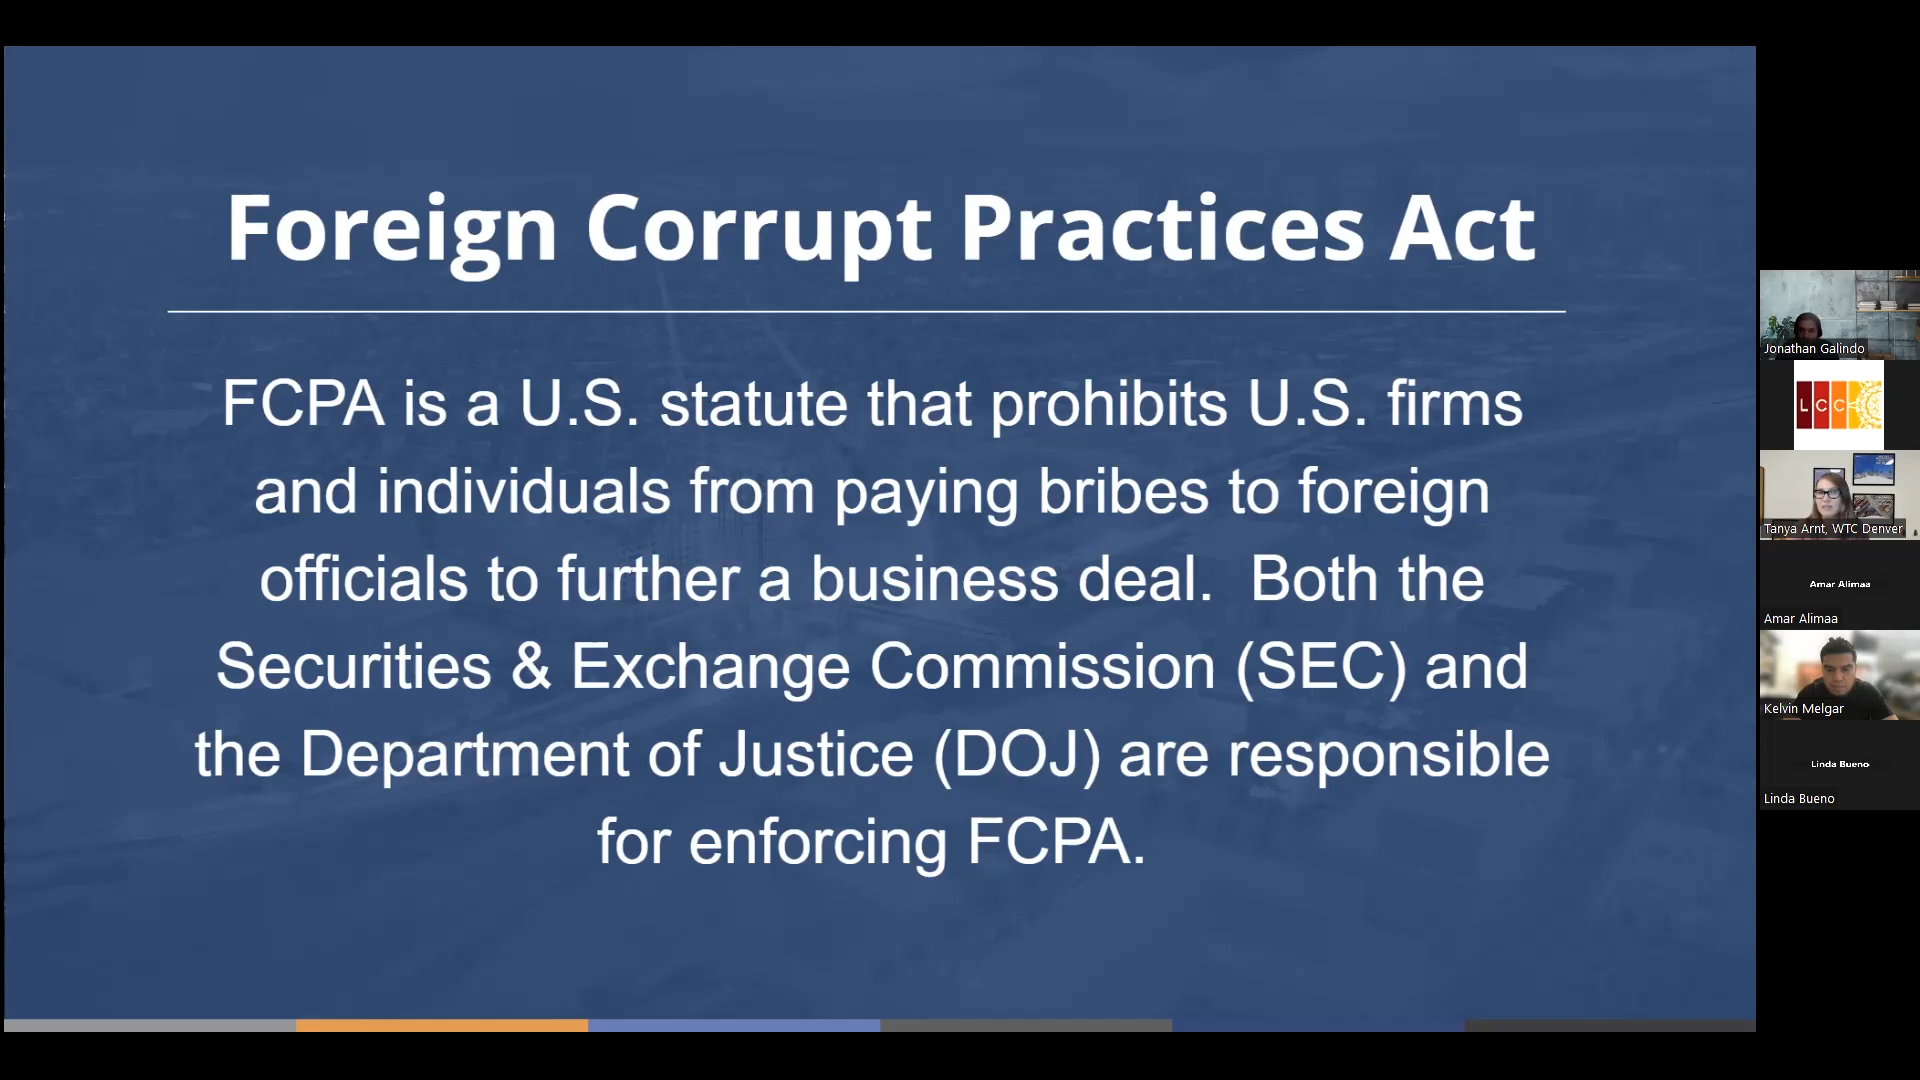 Foreign Corrupt Practices Act
FCPA is a U.S. statute that prohibits U.S. firms
and individuals from paying bribes to foreign
officials to further a business deal.  Both the
Securities & Exchange Commission (SEC) and
the Department of Justice (DOJ) are responsible
for enforcing FCPA.
Jonathan Galindo
LCCC
Tanya Arnt, WTC Denver
Amar Alimaa
Amar Alimaa
Kelvin Melgar
Linda Bueno
Linda Bueno